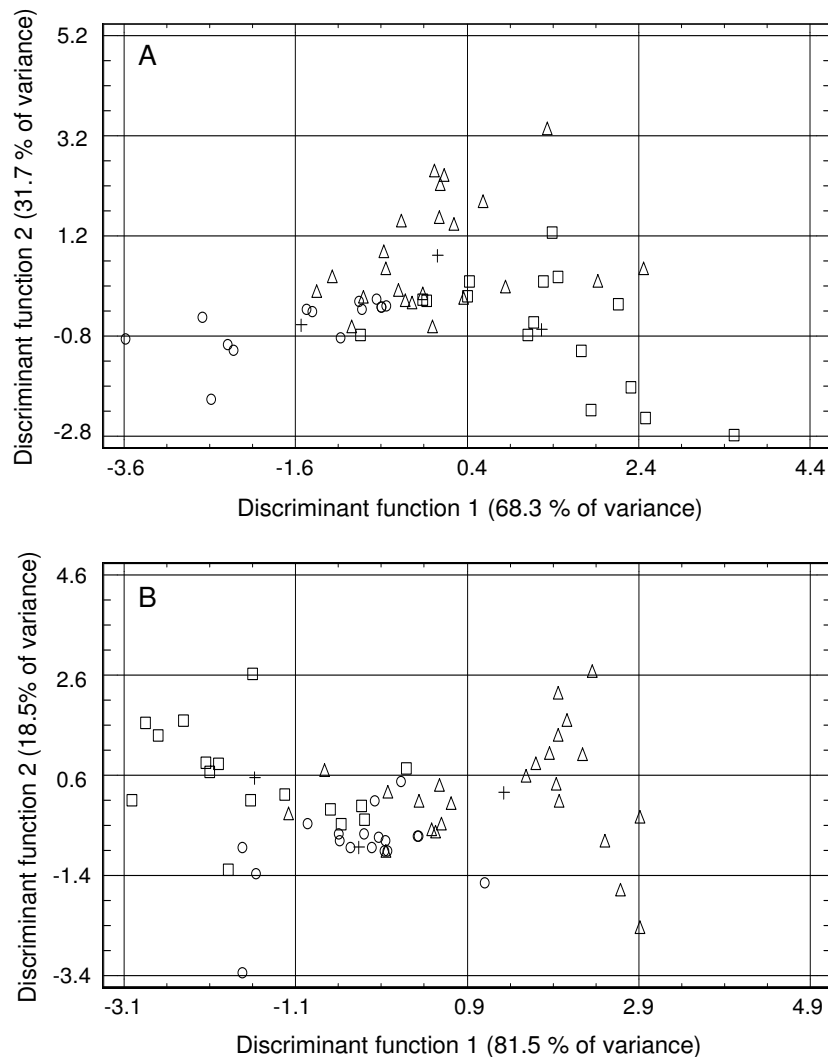 A
5.2
3.2
1.2
-0.8
-2.8
Discriminant function 2 (31.7 % of variance)
-3.6 -1.6 0.4 2.4 4.4
Discriminant function 1 (68.3 % of variance)
B
4.6
2.6
0.6
-1.4
-3.4
Discriminant function 2 (18.5% of variance)
-3.1 -1.1 0.9 2.9 4.9
Discriminant function 1 (81.5 % of variance)